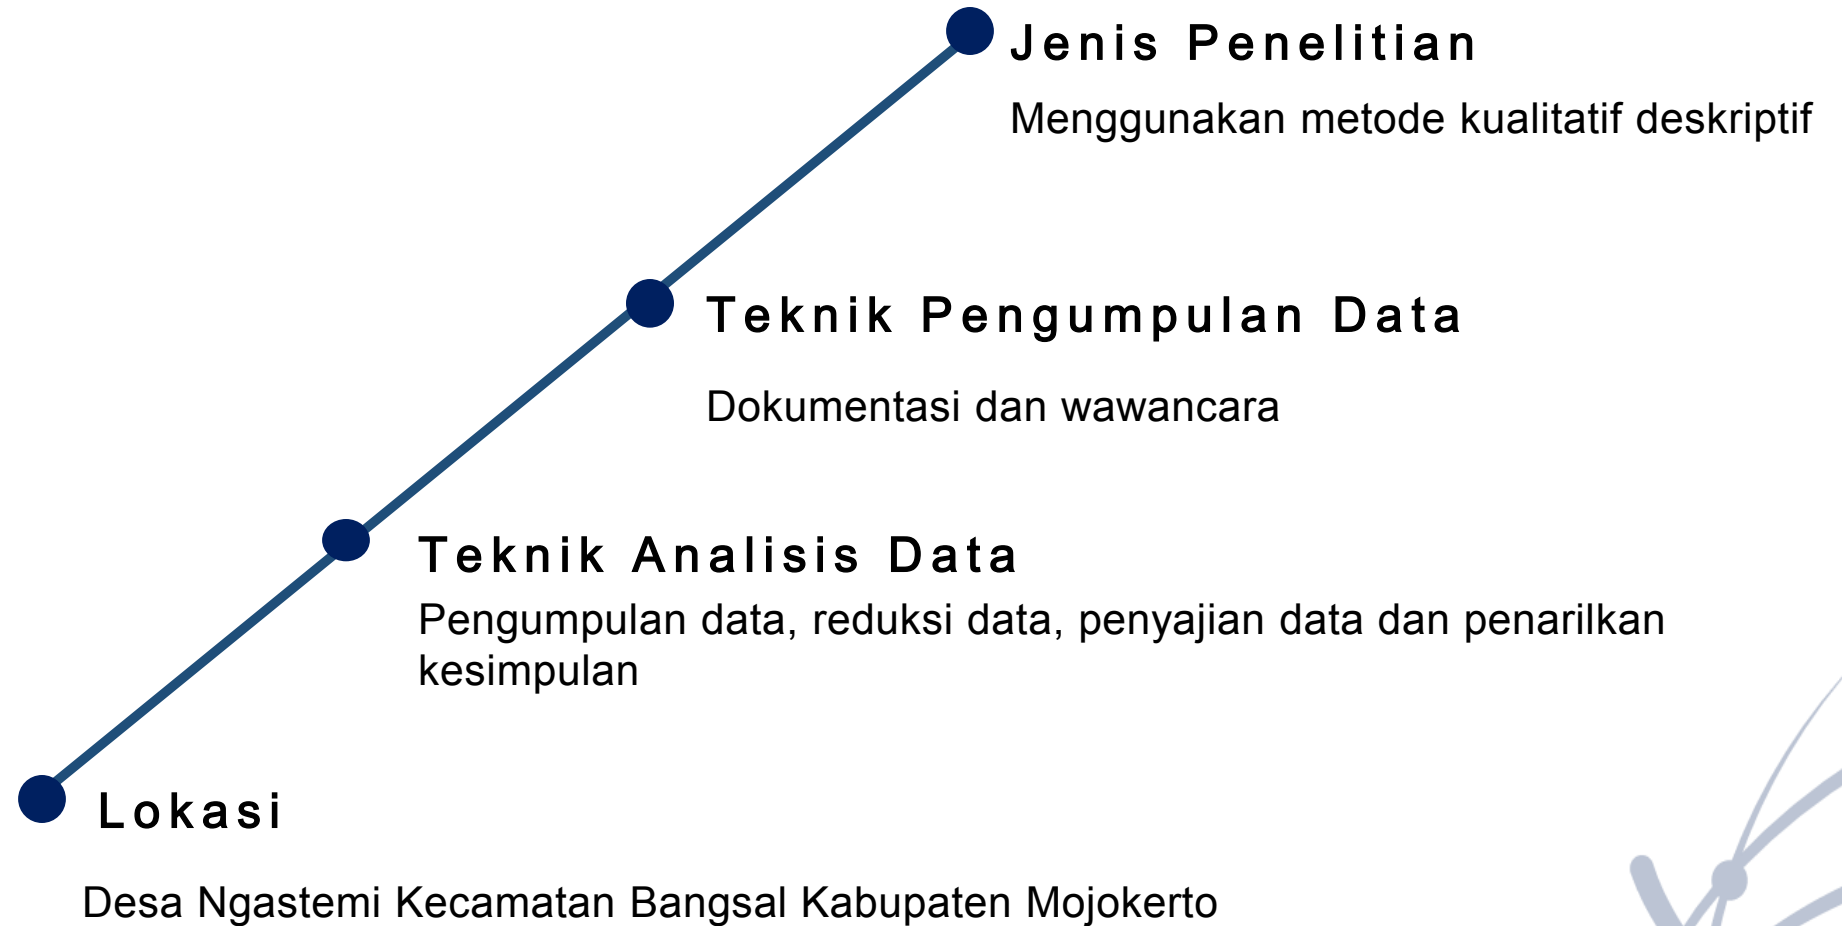 Jenis Penelitian
Menggunakan metode kualitatif deskriptif
Teknik Pengumpulan Data
Dokumentasi dan wawancara
Teknik Analisis Data
Pengumpulan data, reduksi data, penyajian data dan penarilkan
kesimpulan
Lokasi
Desa Ngastemi Kecamatan Bangsal Kabupaten Mojokerto